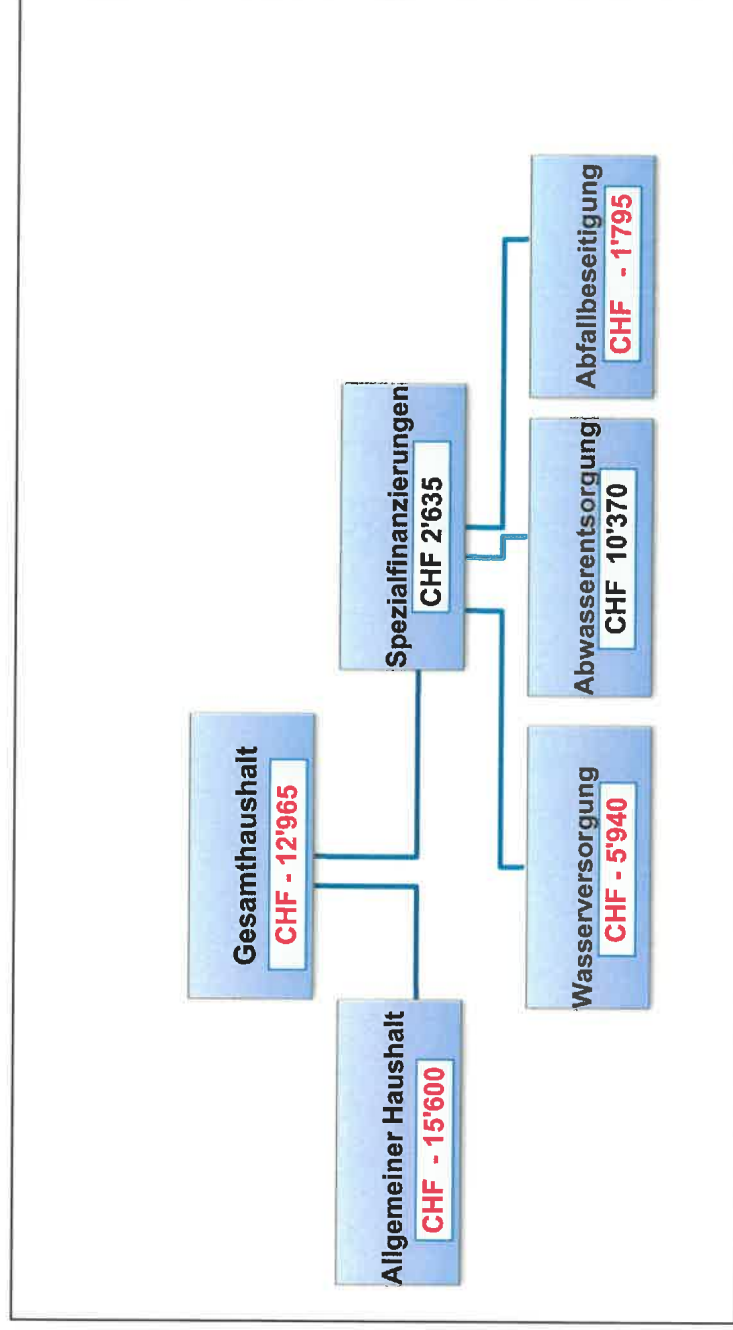 Gesamthaushalt
CHF - 12'965
Allgemeiner Haushalt
CHF - 15'600
Spezialfinanzierungen
CHF 2'635
Wasserversorgung
CHF - 5'940
Abwasserentsorgung
CHF 10'370
Abfallbeseitigung
CHF - 1'795